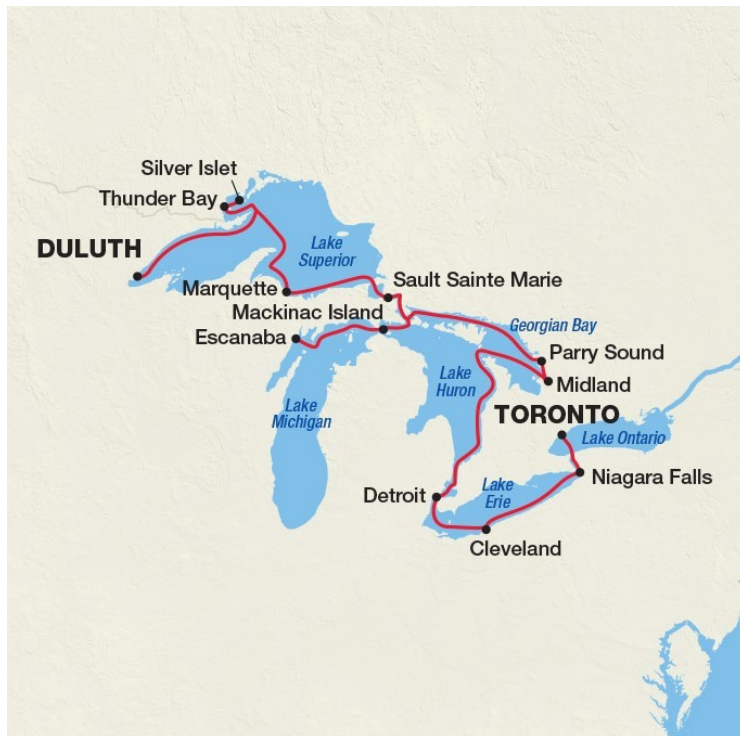 Silver Islet
Thunder Bay
DULUTH
Lake
Superior
Marquette
Sault Sainte Marie
Mackinac Island
Escanaba
Georgian Bay
Parry Sound
Lake
Huron
Midland
Lake
Michigan
TORONTO
Lake Ontario
Niagara Falls
Detroit
Lake
Erie
Cleveland